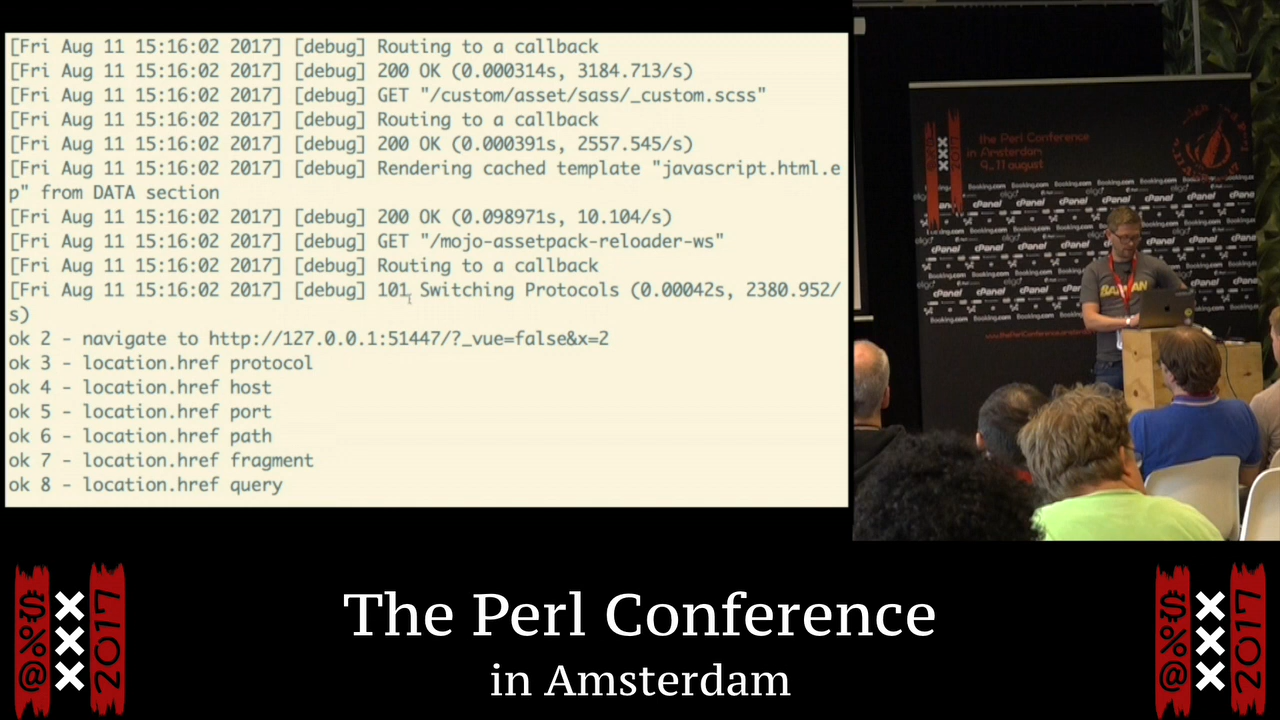 [Fri Aug 11 15:16:02 2017] [debug] Routing to a callback
[Fri Aug 11 15:16:02 2017] [debug] 200 OK (0.000314s, 3184.713/s)
[Fri Aug 11 15:16:02 2017] [debug] GET "/custom/asset/sass/_custom.scss"
[Fri Aug 11 15:16:02 2017] [debug] Routing to a callback
[Fri Aug 11 15:16:02 2017] [debug] 200 OK (0.000391s, 2557.545/s)
[Fri Aug 11 15:16:02 2017] [debug] Rendering cached template "javascript.html.e
p" from DATA section
[Fri Aug 11 15:16:02 2017] [debug] 200 OK (0.098971s, 10.104/s)
[Fri Aug 11 15:16:02 2017] [debug] GET "/mojo-assetpack-reloader-ws"
[Fri Aug 11 15:16:02 2017] [debug] Routing to a callback
[Fri Aug 11 15:16:02 2017] [debug] 101 Switching Protocols (0.00042s, 2380.952/
s)
ok 2 - navigate to http://127.0.0.1:51447/?_vue=false&x=2
ok 3 - location.href protocol
ok 4 - location.href host
ok 5 - location.href port
ok 6 - location.href path
ok 7 - location.href fragment
ok 8 - location.href query
the Perl Conference
in Amsterdam
9_11 august
Booking.com
cPanel
The Perl Conference
in Amsterdam
$%@ XXX 2017
$%@ XXX 2017